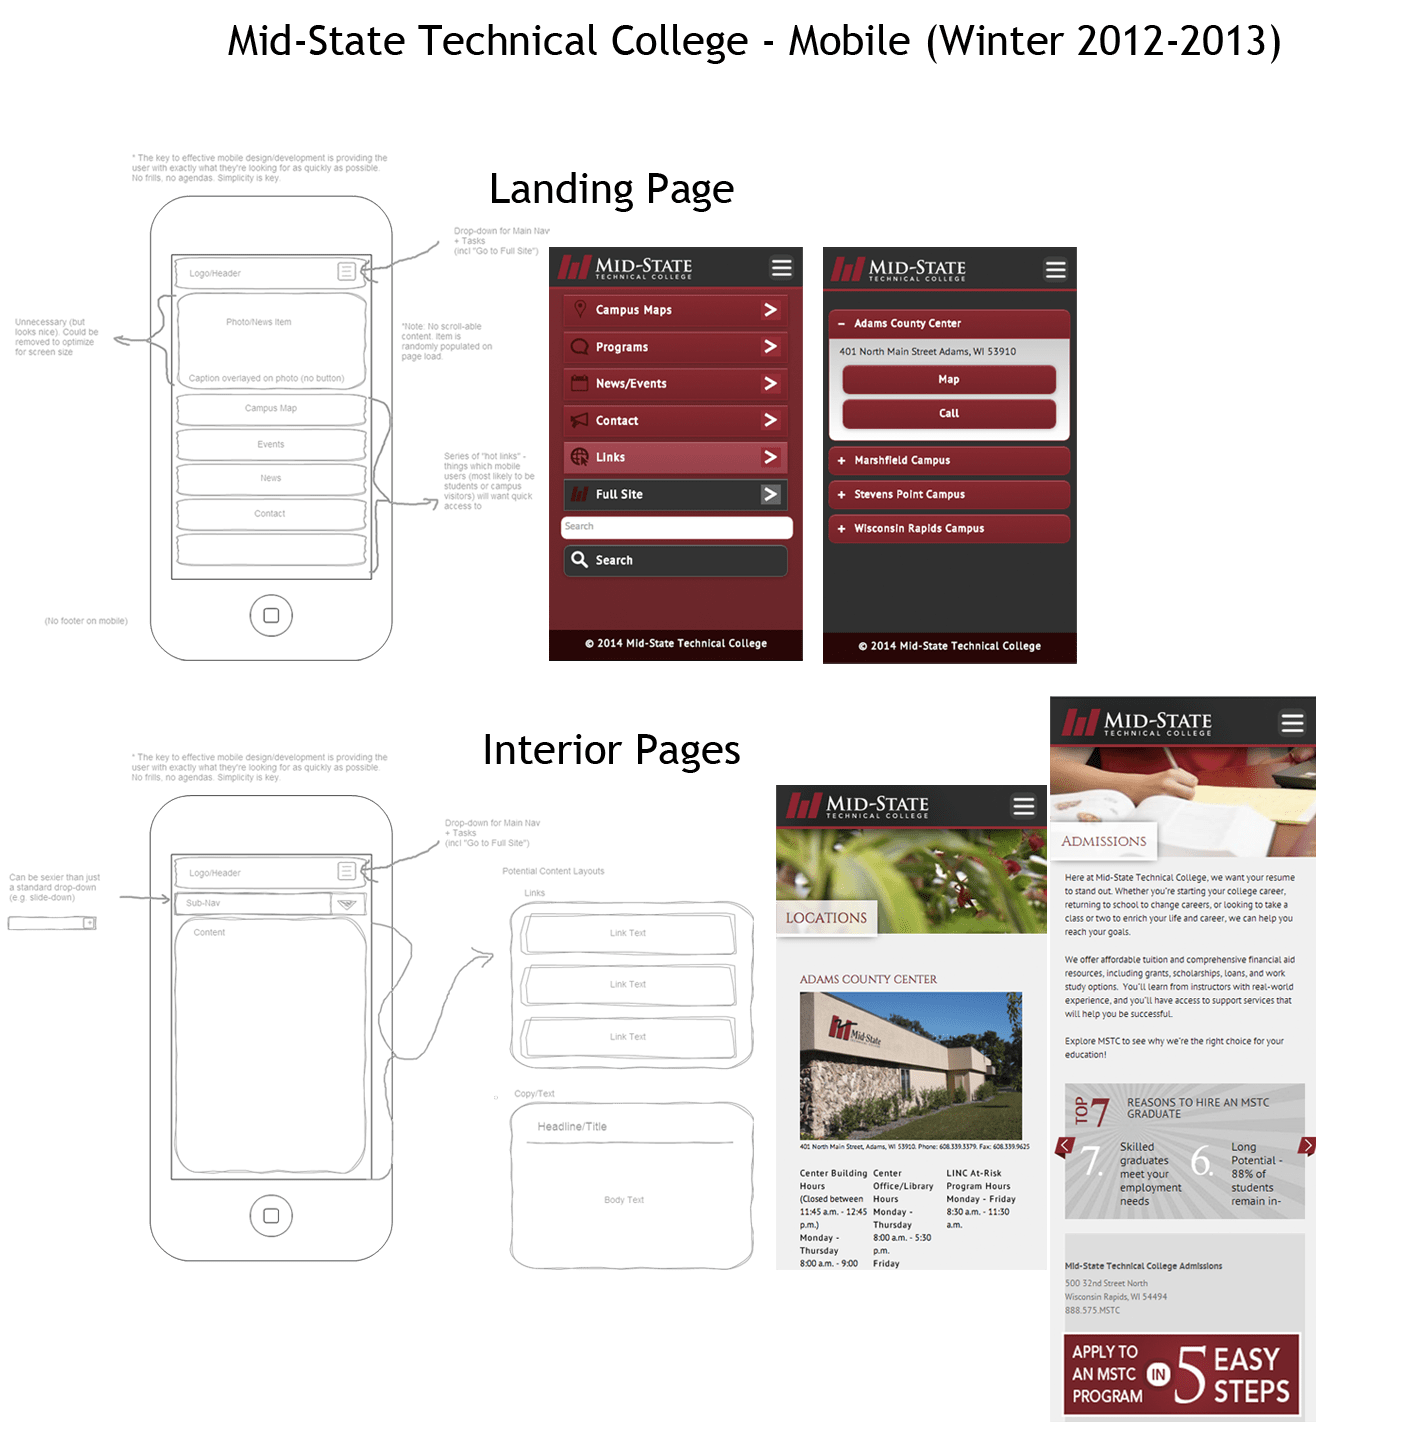 Mid-State Technical College - Mobile (Winter 2012-2013)
* The key to effective mobile design/development is providing the
user with exactly what they're looking for as quickly as possible.
No frills, no agendas. Simplicity is key.
Landing Page
Drop-down for Main Nav
+ Tasks
(incl "Go to Full Site")
Logo/Header
Unnecessary (but
looks nice). Could be
removed to optimize
for screen size
Photo/News Item
Caption overlayed on photo (no button)
*Note: No scroll-able
content. Item is
randomly populated on
page load.
Campus Map
Events
News
Contact
Series of "hot links" -
things which mobile
users (most likely to be
students or campus
visitors) will want quick
access to
(No footer on mobile)
MID-STATE
TECHNICAL COLLEGE
Campus Maps
Programs
News/Events
Contact
Links
Full Site
Search
Search
© 2014 Mid-State Technical College
MID-STATE
TECHNICAL COLLEGE
– Adams County Center
401 North Main Street Adams, WI 53910
Map
Call
+ Marshfield Campus
+ Stevens Point Campus
+ Wisconsin Rapids Campus
© 2014 Mid-State Technical College
Interior Pages
* The key to effective mobile design/development is providing the
user with exactly what they're looking for as quickly as possible.
No frills, no agendas. Simplicity is key.
Drop-down for Main Nav
+ Tasks
(incl "Go to Full Site")
Logo/Header
Can be sexier than just
a standard drop-down
(e.g. slide-down)
Sub-Nav
Content
Potential Content Layouts
Links
Link Text
Link Text
Link Text
Copy/Text
Headline/Title
Body Text
MID-STATE
TECHNICAL COLLEGE
LOCATIONS
ADAMS COUNTY CENTER
Mid-State
401 North Main Street, Adams, WI 53910. Phone: 608.339.3379. Fax: 608.339.9625
Center Building
Hours
(Closed between
11:45 a.m. - 12:45
p.m.)
Monday -
Thursday
8:00 a.m. - 9:00
Center
Office/Library
Hours
Monday -
Thursday
8:00 a.m. - 5:30
p.m.
Friday
LINC At-Risk
Program Hours
Monday - Friday
8:30 a.m. - 11:30
a.m.
MID-STATE
TECHNICAL COLLEGE
ADMISSIONS
Here at Mid-State Technical College, we want your resume
to stand out. Whether you're starting your college career,
returning to school to change careers, or looking to take a
class or two to enrich your life and career, we can help you
reach your goals.
We offer affordable tuition and comprehensive financial aid
resources, including grants, scholarships, loans, and work
study options. You'll learn from instructors with real-world
experience, and you'll have access to support services that
will help you be successful.
Explore MSTC to see why we're the right choice for your
education!
TOP 7
REASONS TO HIRE AN MSTC
GRADUATE
7.
Skilled
graduates
meet your
employment
needs
6.
Long
Potential -
88% of
students
remain in-
Mid-State Technical College Admissions
500 32nd Street North
Wisconsin Rapids, WI 54494
888.575.MSTC
APPLY TO
AN MSTC
PROGRAM
IN
5
EASY
STEPS